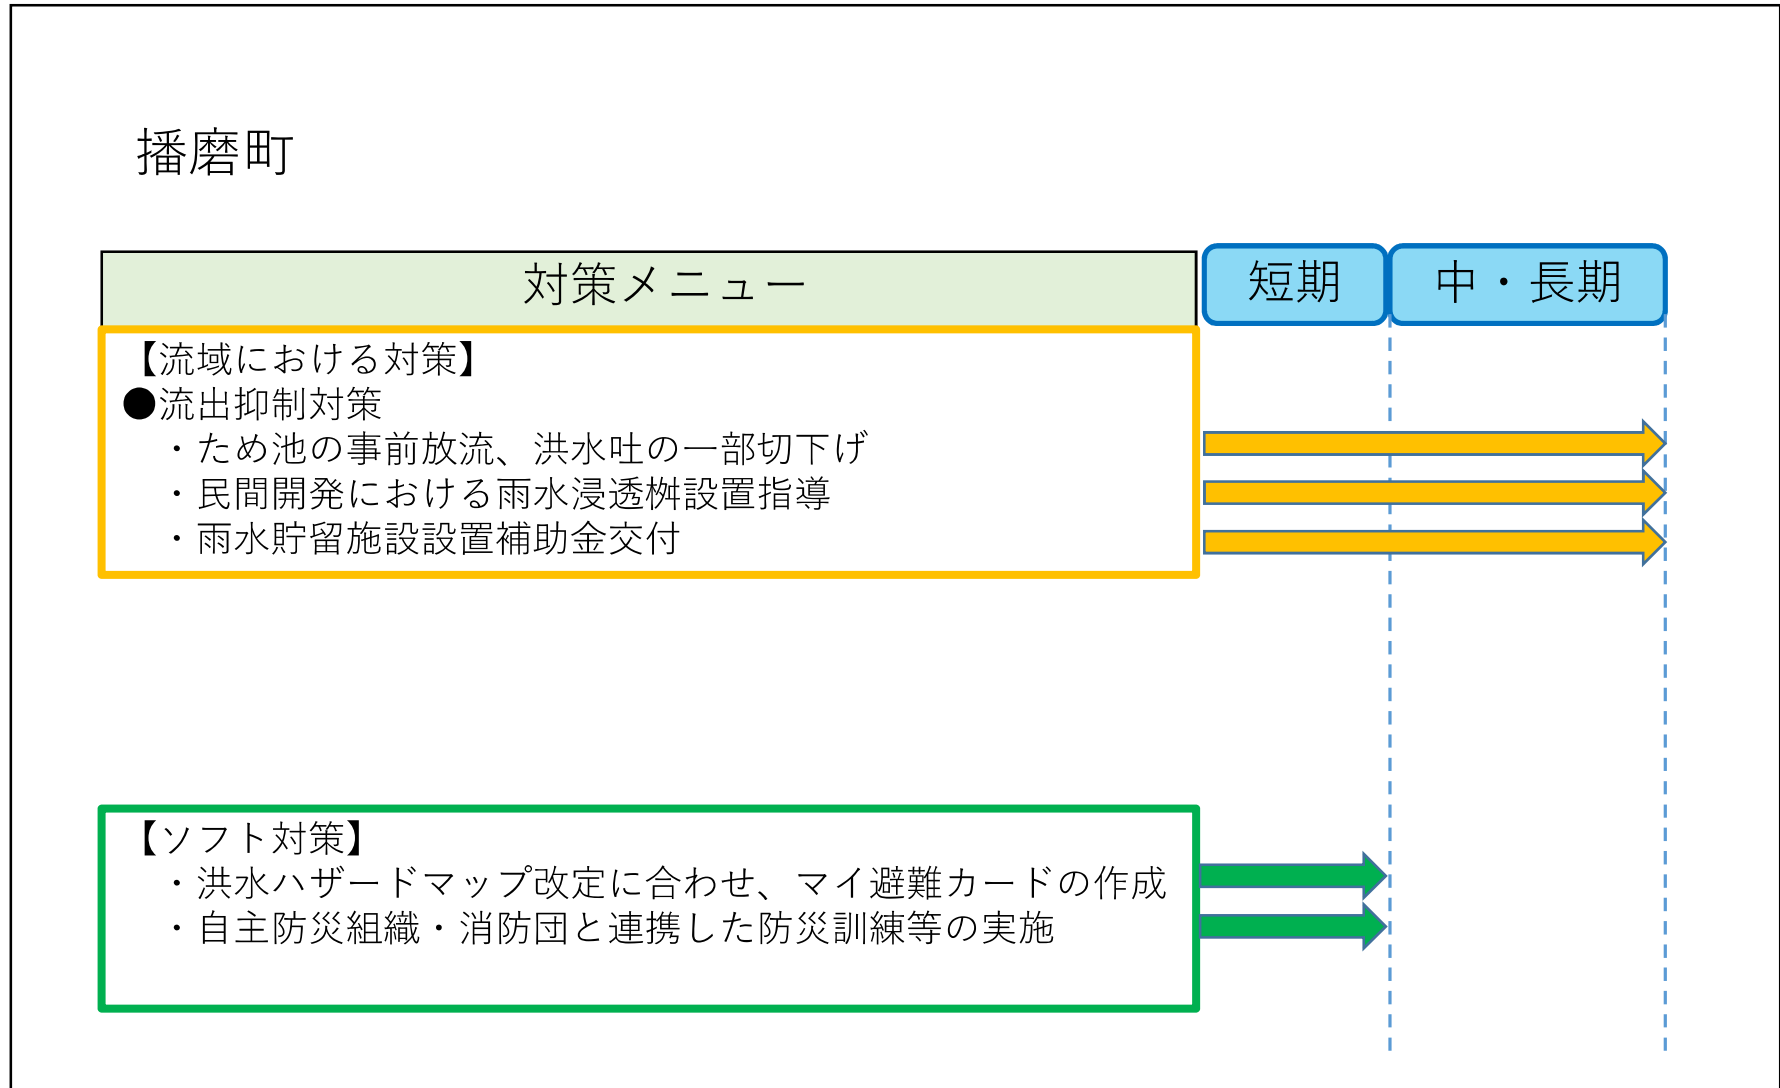 播磨町
対策メニュー
短期
中・長期
【流域における対策】
●流出抑制対策
・ため池の事前放流、洪水吐の一部切下げ
・民間開発における雨水浸透桝設置指導
・雨水貯留施設設置補助金交付
【ソフト対策】
・洪水ハザードマップ改定に合わせ、マイ避難カードの作成
・自主防災組織・消防団と連携した防災訓練等の実施